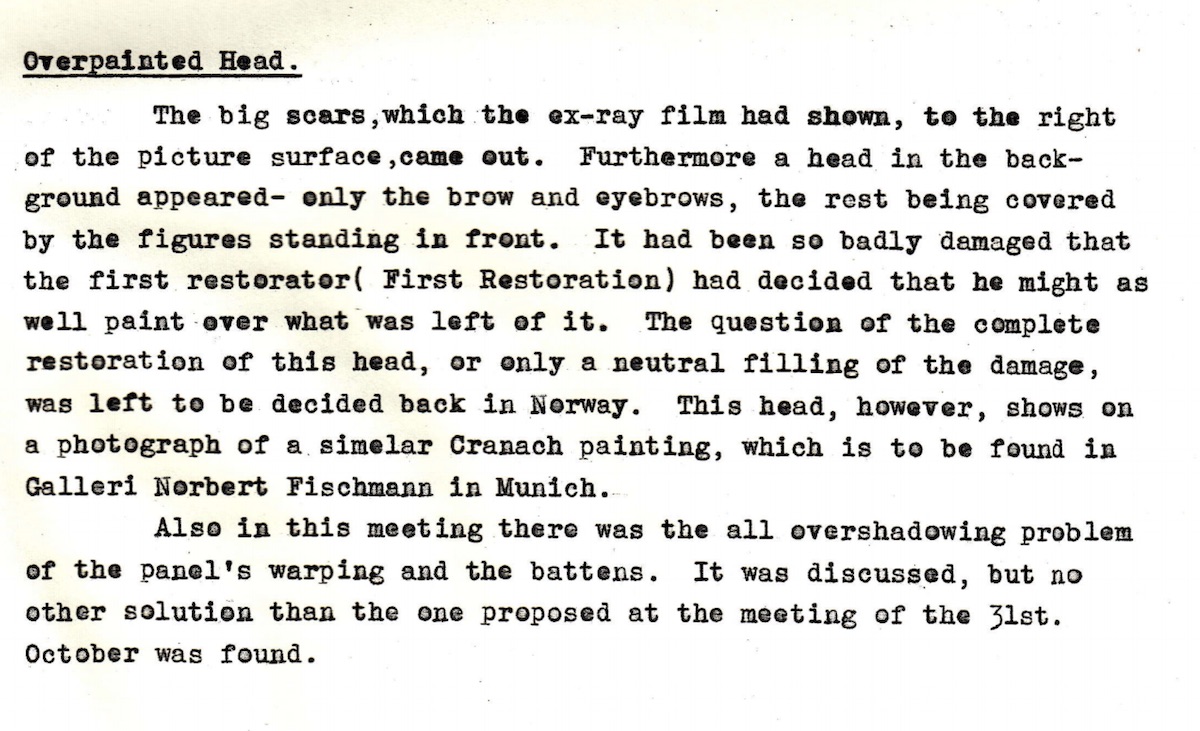 Overpainted Head.
The big scars,which the ex-ray film had shown, to the right
of the picture surface,came out. Furthermore a head in the back-
ground appeared- only the brow and eyebrows, the rest being covered
by the figures standing in front. It had been so badly damaged that
the first restorator( First Restoration) had decided that he might as
well paint over what was left of it. The question of the complete
restoration of this head, or only a neutral filling of the damage,
was left to be decided back in Norway. This head, however, shows on
a photograph of a simelar Cranach painting, which is to be found in
Galleri Norbert Fischmann in Munich.
Also in this meeting there was the all overshadowing problem
of the panel's warping and the battens. It was discussed, but no
other solution than the one proposed at the meeting of the 31st.
October was found.